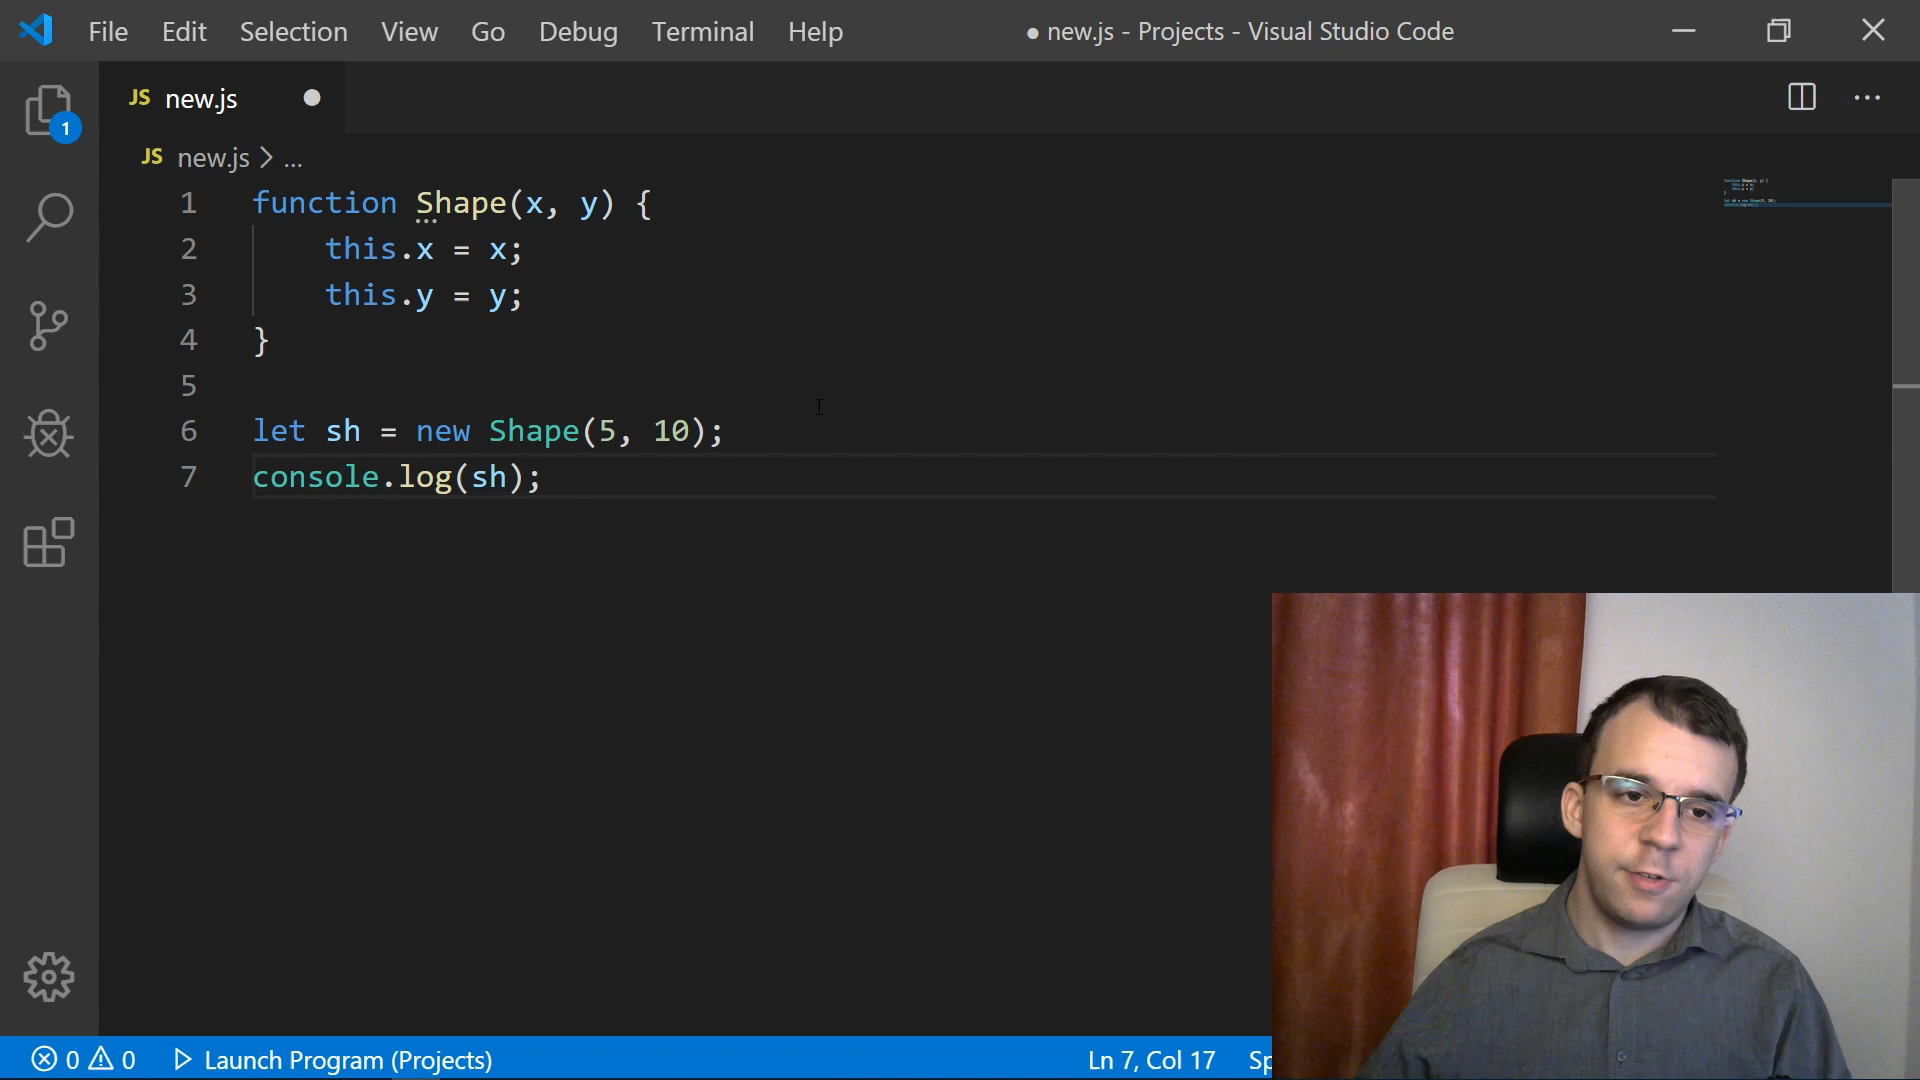 File Edit Selection View Go Debug Terminal Help ● new.js - Projects - Visual Studio Code
JS new.js ●
1
JS new.js > ...
1 function Shape(x, y) {
2 this.x = x;
3 this.y = y;
4 }
5
6 let sh = new Shape(5, 10);
7 console.log(sh);
0 0 Launch Program (Projects) Ln 7, Col 17 Sp